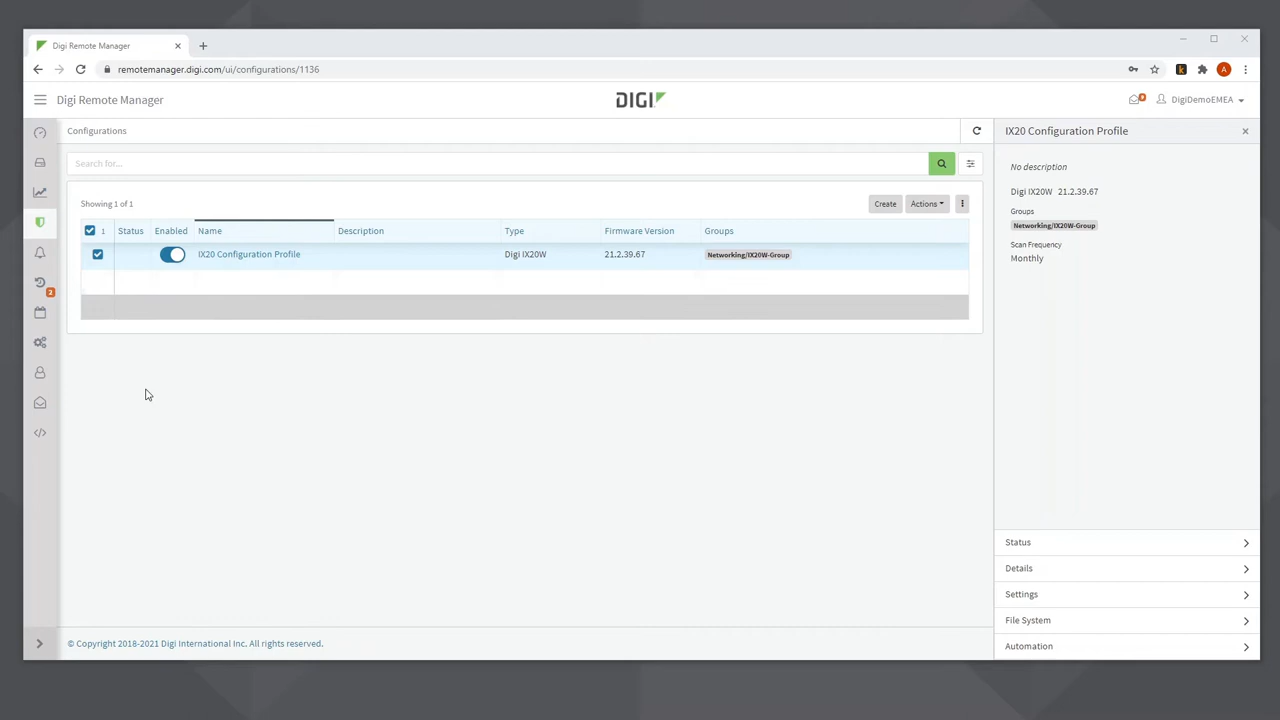 Digi Remote Manager
remotemanager.digi.com/ui/configurations/1136
A
Digi Remote Manager
DIGI
DigiDemoEMEA
Configurations
Search for...
Showing 1 of 1
Create
Actions
1
Status
Enabled
Name
Description
Type
Firmware Version
Groups
IX20 Configuration Profile
Digi IX20W
21.2.39.67
Networking/IX20W-Group
2
IX20 Configuration Profile
No description
Digi IX20W 21.2.39.67
Groups
Networking/IX20W-Group
Scan Frequency
Monthly
Status
Details
Settings
File System
Automation
© Copyright 2018-2021 Digi International Inc. All rights reserved.